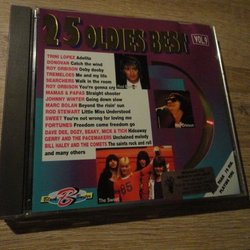 25 OLDIES BEST
VOL. 9
TRINI LOPEZ Adelita
DONOVAN Catch the wind
ROY ORBISON Ooby dooby
TREMELOES Me and my life
SEARCHERS Walk in the room
ROY ORBISON You're gonna cry
MAMAS & PAPAS Straight shooter
JOHNNY WINTER Going down slow
MARC BOLAN Beyond the risin' sun
ROD STEWART Little Miss understood
SWEET You're not wrong for loving me
FORTUNES Freedom come freedom go
DAVE DEE, DOZY, BEAKY, MICK & TICH Hideaway
GERRY AND THE PACEMAKERS Unchained melody
BILL HALEY AND THE COMETS The saints rock and roll
and many others
The Sweet